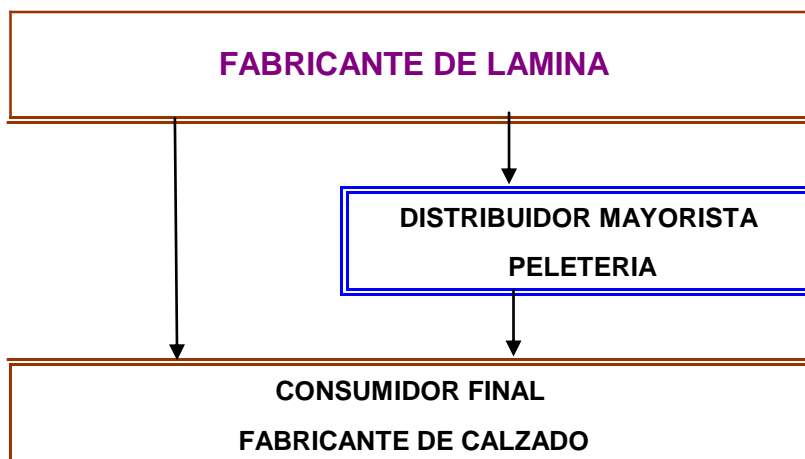 FABRICANTE DE LAMINA
DISTRIBUIDOR MAYORISTA
PELETERIA
CONSUMIDOR FINAL
FABRICANTE DE CALZADO